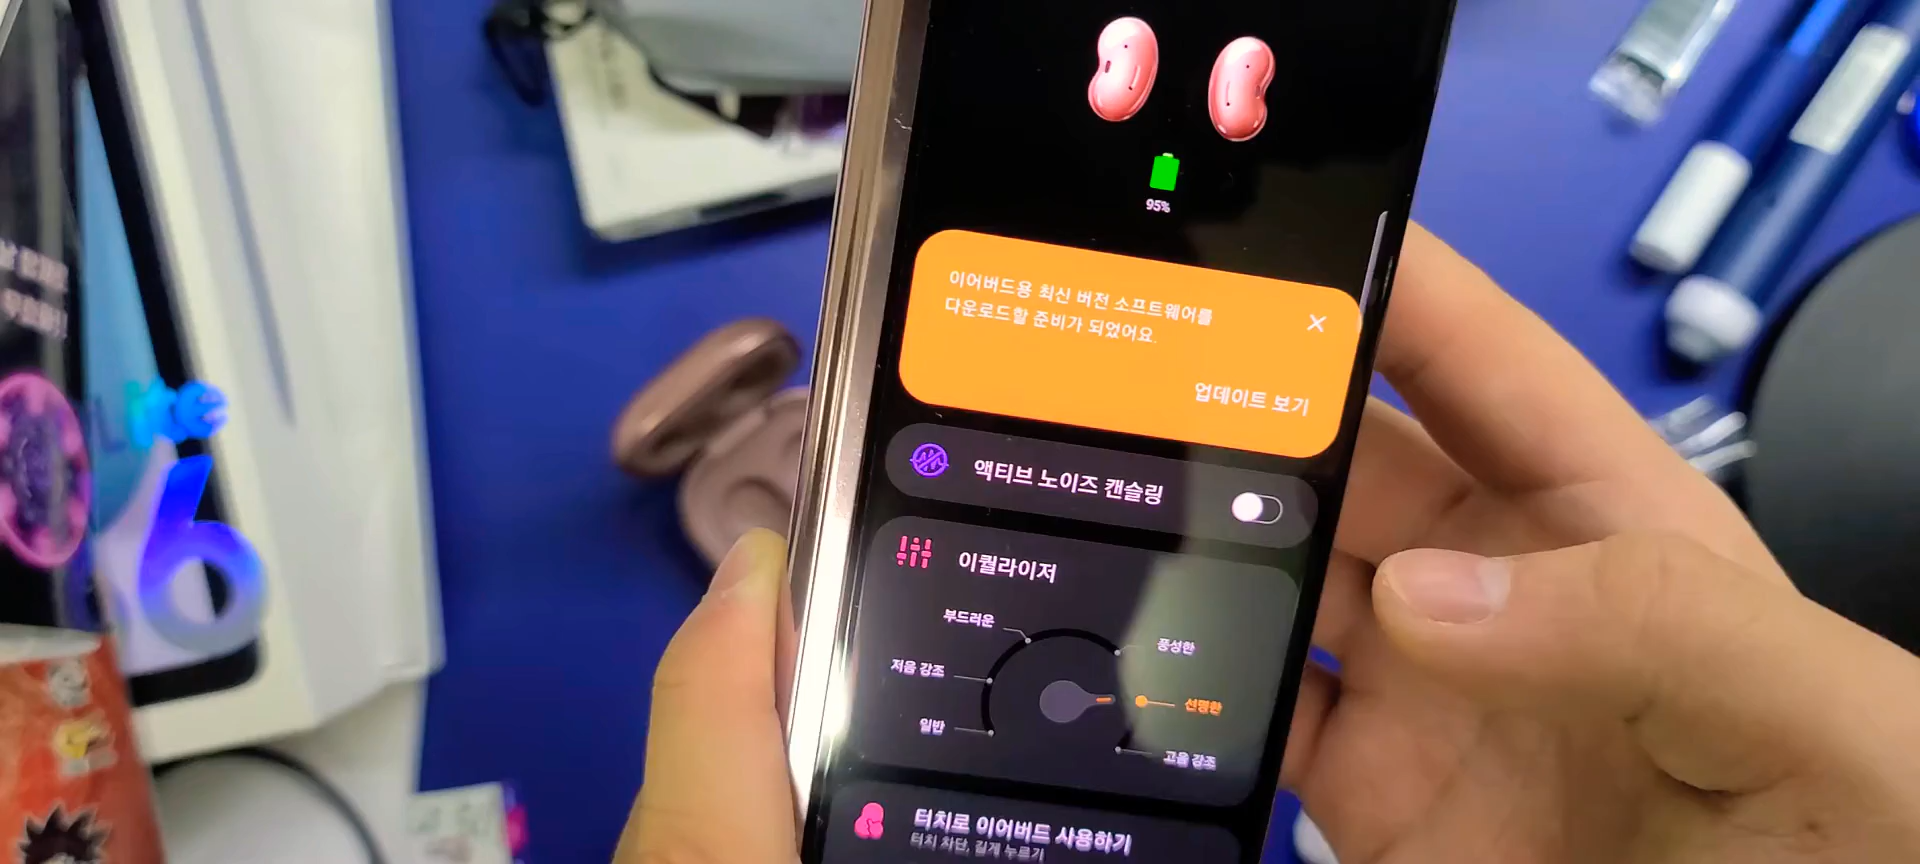 95%
이어버드용 최신 버전 소프트웨어를
다운로드할 준비가 되었어요.
업데이트 보기
액티브 노이즈 캔슬링
이퀄라이저
부드러운
풍성한
저음 강조
선명한
일반
고음 강조
터치로 이어버드 사용하기
터치 차단, 길게 누르기
6